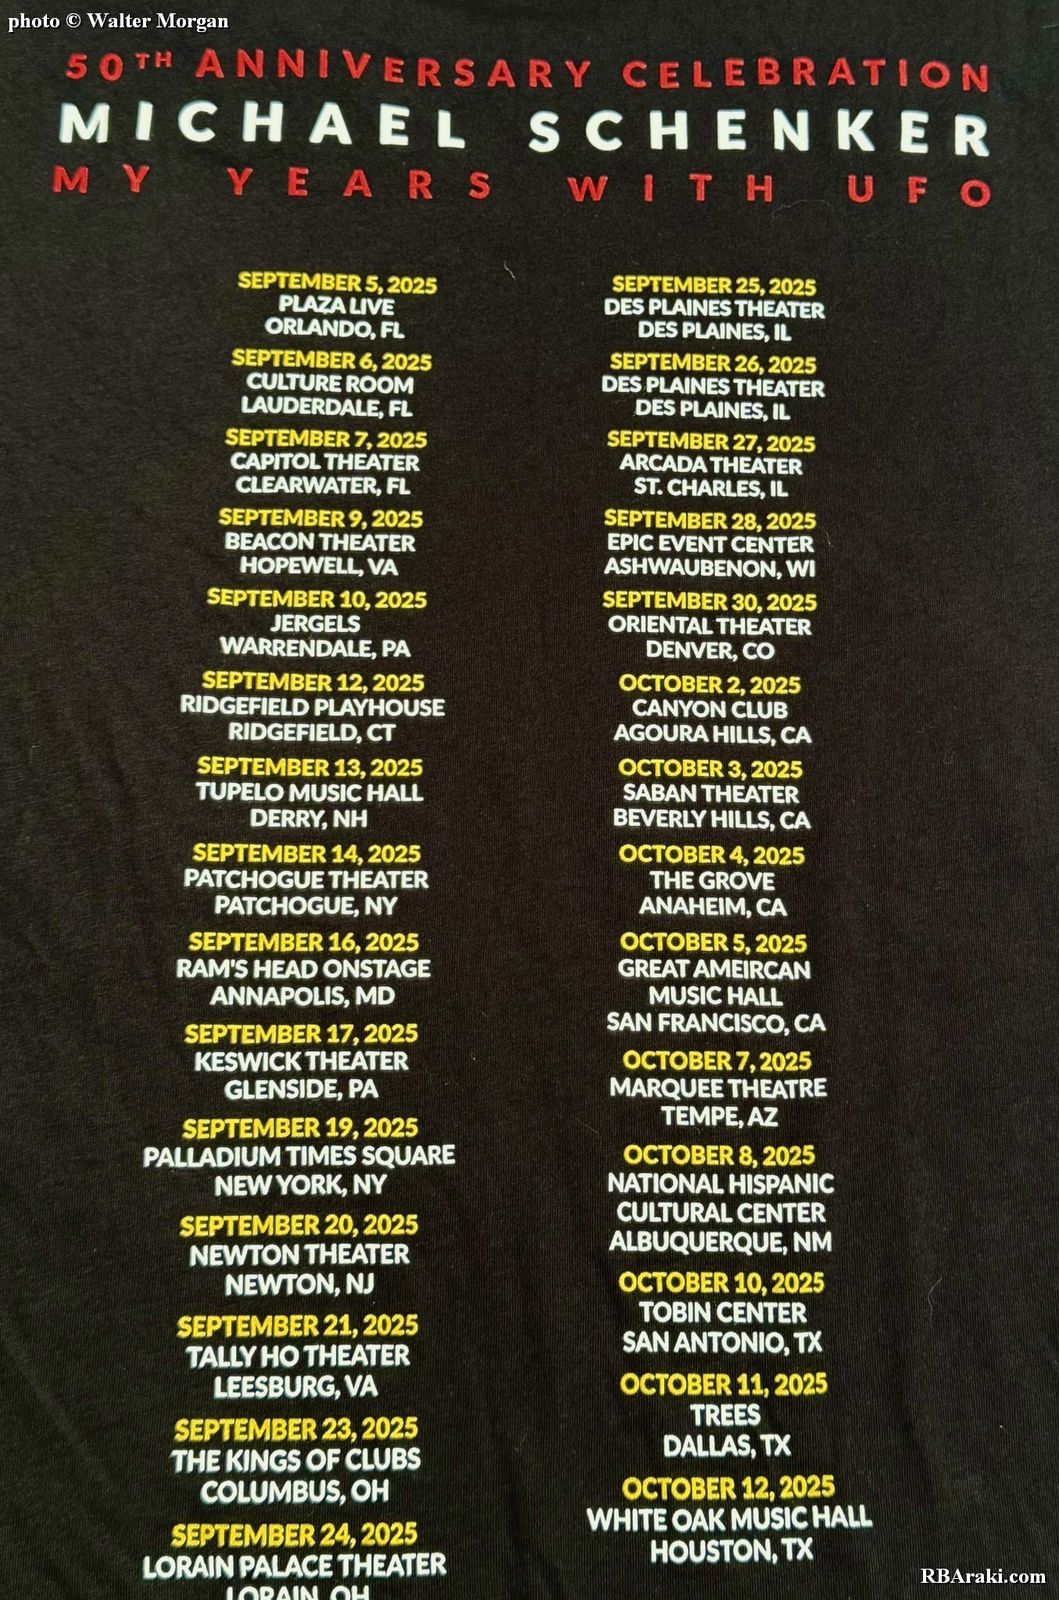 photo © Walter Morgan
50TH ANNIVERSARY CELEBRATION
MICHAEL SCHENKER
MY YEARS WITH UFO
SEPTEMBER 5, 2025
PLAZA LIVE
ORLANDO, FL
SEPTEMBER 6, 2025
CULTURE ROOM
LAUDERDALE, FL
SEPTEMBER 7, 2025
CAPITOL THEATER
CLEARWATER, FL
SEPTEMBER 9, 2025
BEACON THEATER
HOPEWELL, VA
SEPTEMBER 10, 2025
JERGELS
WARRENDALE, PA
SEPTEMBER 12, 2025
RIDGEFIELD PLAYHOUSE
RIDGEFIELD, CT
SEPTEMBER 13, 2025
TUPELO MUSIC HALL
DERRY, NH
SEPTEMBER 14, 2025
PATCHOGUE THEATER
PATCHOGUE, NY
SEPTEMBER 16, 2025
RAM'S HEAD ONSTAGE
ANNAPOLIS, MD
SEPTEMBER 17, 2025
KESWICK THEATER
GLENSIDE, PA
SEPTEMBER 19, 2025
PALLADIUM TIMES SQUARE
NEW YORK, NY
SEPTEMBER 20, 2025
NEWTON THEATER
NEWTON, NJ
SEPTEMBER 21, 2025
TALLY HO THEATER
LEESBURG, VA
SEPTEMBER 23, 2025
THE KINGS OF CLUBS
COLUMBUS, OH
SEPTEMBER 24, 2025
LORAIN PALACE THEATER
LORAIN, OH
SEPTEMBER 25, 2025
DES PLAINES THEATER
DES PLAINES, IL
SEPTEMBER 26, 2025
DES PLAINES THEATER
DES PLAINES, IL
SEPTEMBER 27, 2025
ARCADA THEATER
ST. CHARLES, IL
SEPTEMBER 28, 2025
EPIC EVENT CENTER
ASHWAUBENON, WI
SEPTEMBER 30, 2025
ORIENTAL THEATER
DENVER, CO
OCTOBER 2, 2025
CANYON CLUB
AGOURA HILLS, CA
OCTOBER 3, 2025
SABAN THEATER
BEVERLY HILLS, CA
OCTOBER 4, 2025
THE GROVE
ANAHEIM, CA
OCTOBER 5, 2025
GREAT AMEIRCAN
MUSIC HALL
SAN FRANCISCO, CA
OCTOBER 7, 2025
MARQUEE THEATRE
TEMPE, AZ
OCTOBER 8, 2025
NATIONAL HISPANIC
CULTURAL CENTER
ALBUQUERQUE, NM
OCTOBER 10, 2025
TOBIN CENTER
SAN ANTONIO, TX
OCTOBER 11, 2025
TREES
DALLAS, TX
OCTOBER 12, 2025
WHITE OAK MUSIC HALL
HOUSTON, TX
RBAraki.com